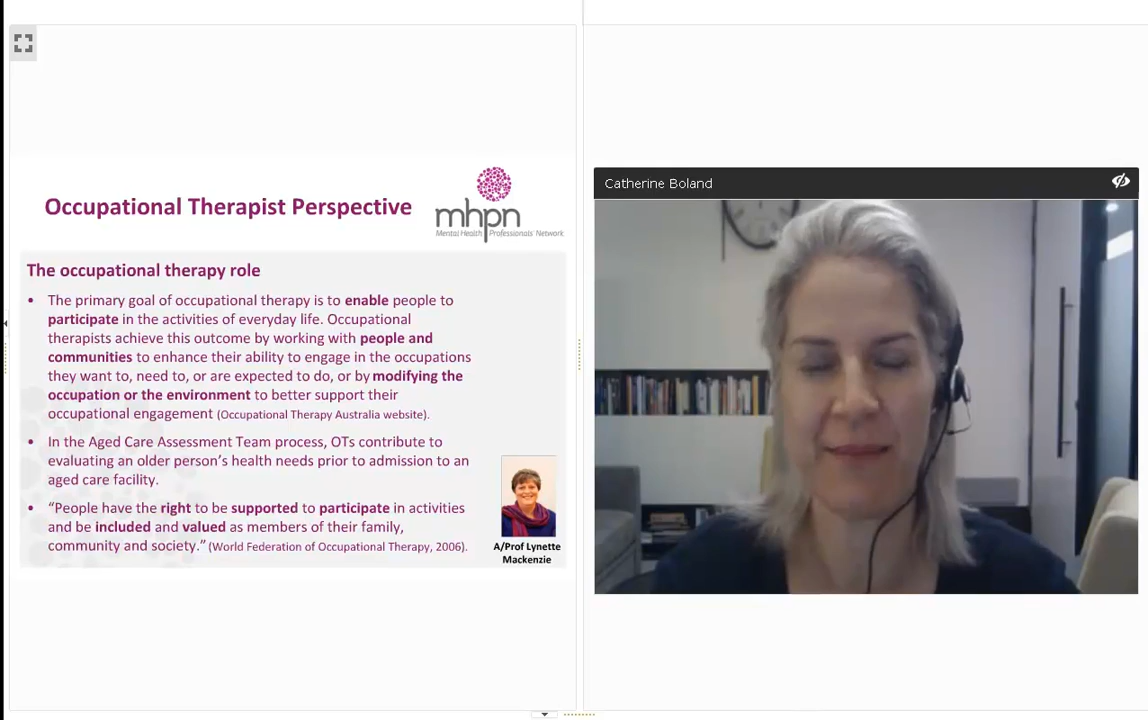 Occupational Therapist Perspective
mhpn
Mental Health Professionals' Network
The occupational therapy role
• The primary goal of occupational therapy is to enable people to
participate in the activities of everyday life. Occupational
therapists achieve this outcome by working with people and
communities to enhance their ability to engage in the occupations
they want to, need to, or are expected to do, or by modifying the
occupation or the environment to better support their
occupational engagement (Occupational Therapy Australia website).
• In the Aged Care Assessment Team process, OTs contribute to
evaluating an older person's health needs prior to admission to an
aged care facility.
• “People have the right to be supported to participate in activities
and be included and valued as members of their family,
community and society.” (World Federation of Occupational Therapy, 2006).
A/Prof Lynette
Mackenzie
Catherine Boland